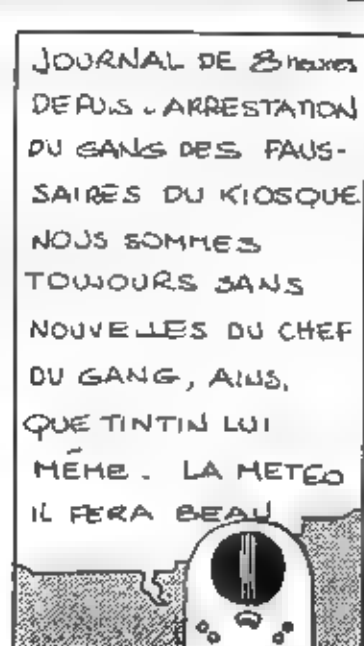 JOURNAL DE 8 heures
DEPUIS L ARRESTATION
DU GANG DES FAUS-
SAIRES DU KIOSQUE
NOUS SOMMES
TOUJOURS SANS
NOUVELLES DU CHEF
DU GANG, AINSI
QUE TINTIN LUI
MÊME. LA METEO
IL FERA BEAU